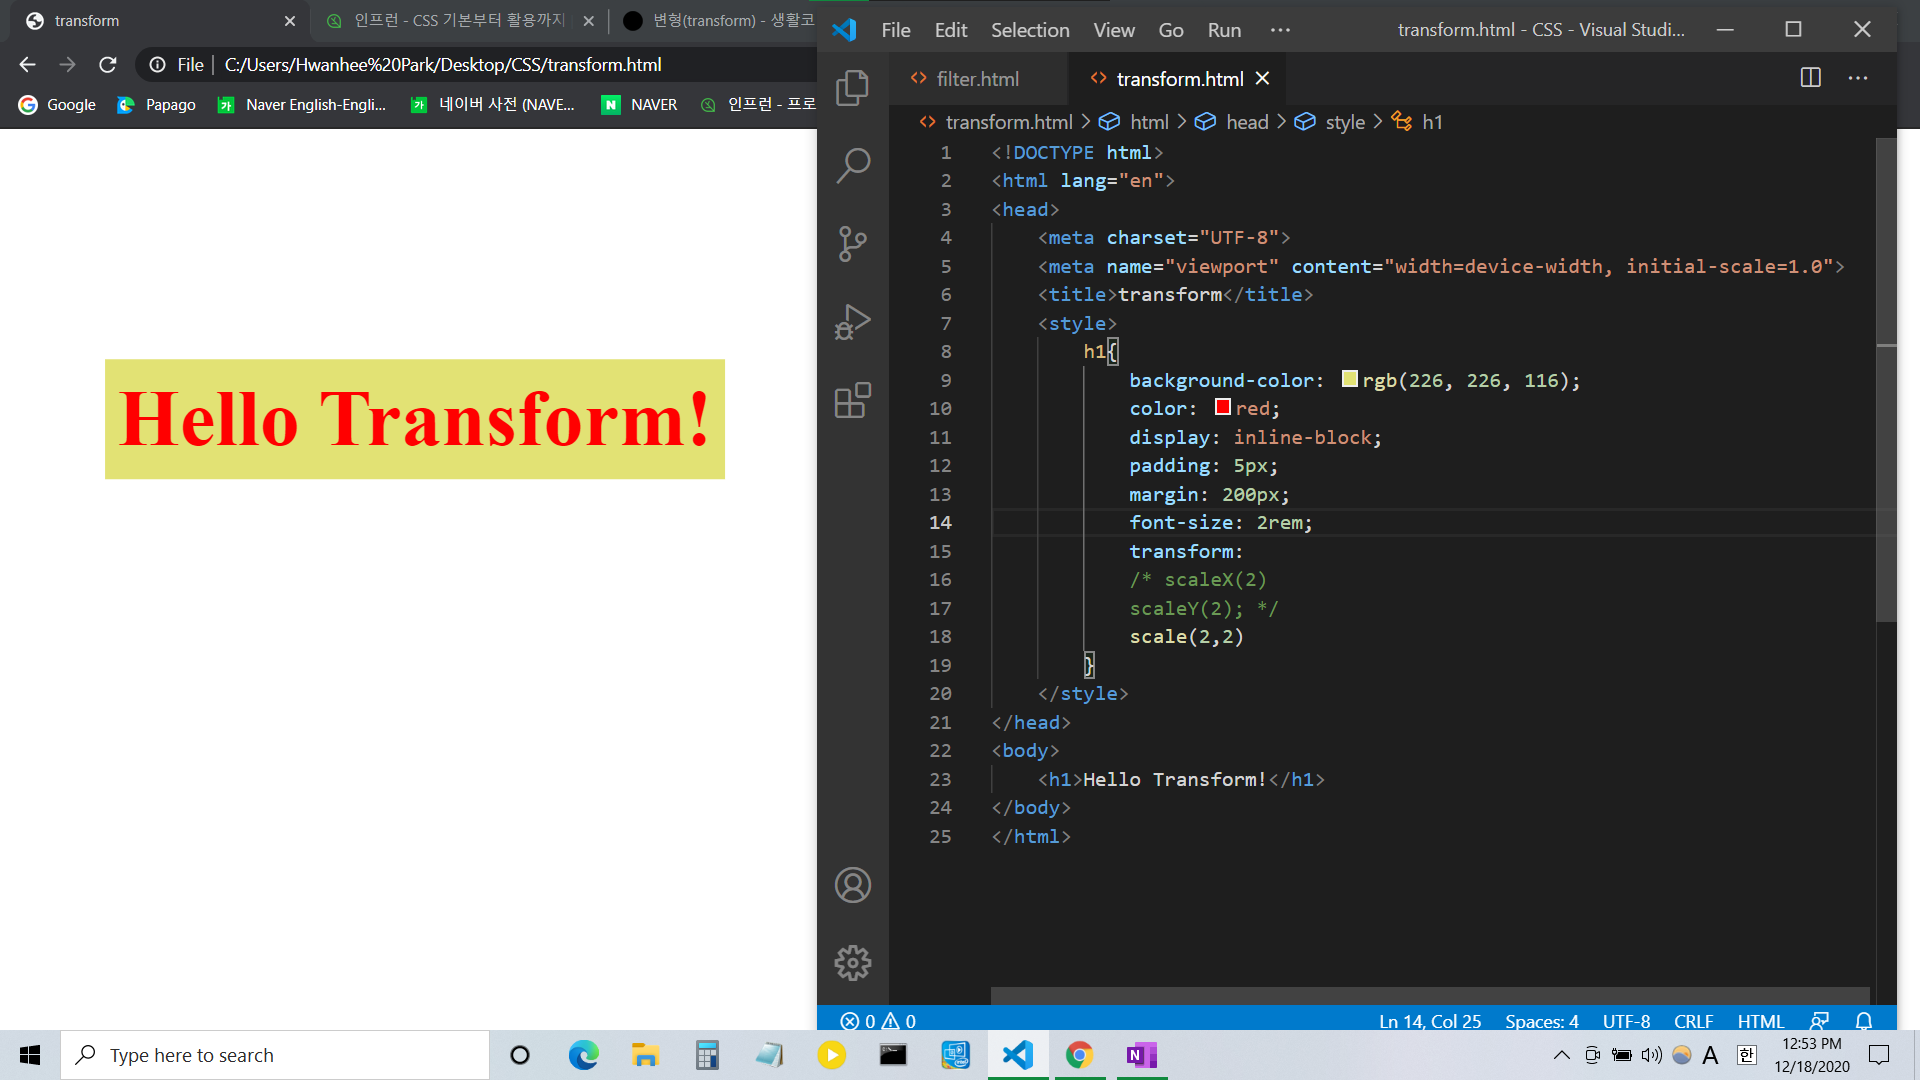 transform
인프런 - CSS 기본부터 활용까지
변형(transform) - 생활코
File C:/Users/Hwanhee%20Park/Desktop/CSS/transform.html
Google Papago Naver English-Engli... 네이버 사전 (NAVE... NAVER 인프런 - 프로
Hello Transform!
File Edit Selection View Go Run ··· transform.html - CSS - Visual Studi...
filter.html transform.html
transform.html > html > head > style > h1
1 <!DOCTYPE html>
2 <html lang="en">
3 <head>
4 <meta charset="UTF-8">
5 <meta name="viewport" content="width=device-width, initial-scale=1.0">
6 <title>transform</title>
7 <style>
8 h1{
9 background-color: rgb(226, 226, 116);
10 color: red;
11 display: inline-block;
12 padding: 5px;
13 margin: 200px;
14 font-size: 2rem;
15 transform:
16 /* scaleX(2)
17 scaleY(2); */
18 scale(2,2)
19 }
20 </style>
21 </head>
22 <body>
23 <h1>Hello Transform!</h1>
24 </body>
25 </html>
0 0 Ln 14, Col 25 Spaces: 4 UTF-8 CRLF HTML
Type here to search
A 한 12:53 PM
12/18/2020